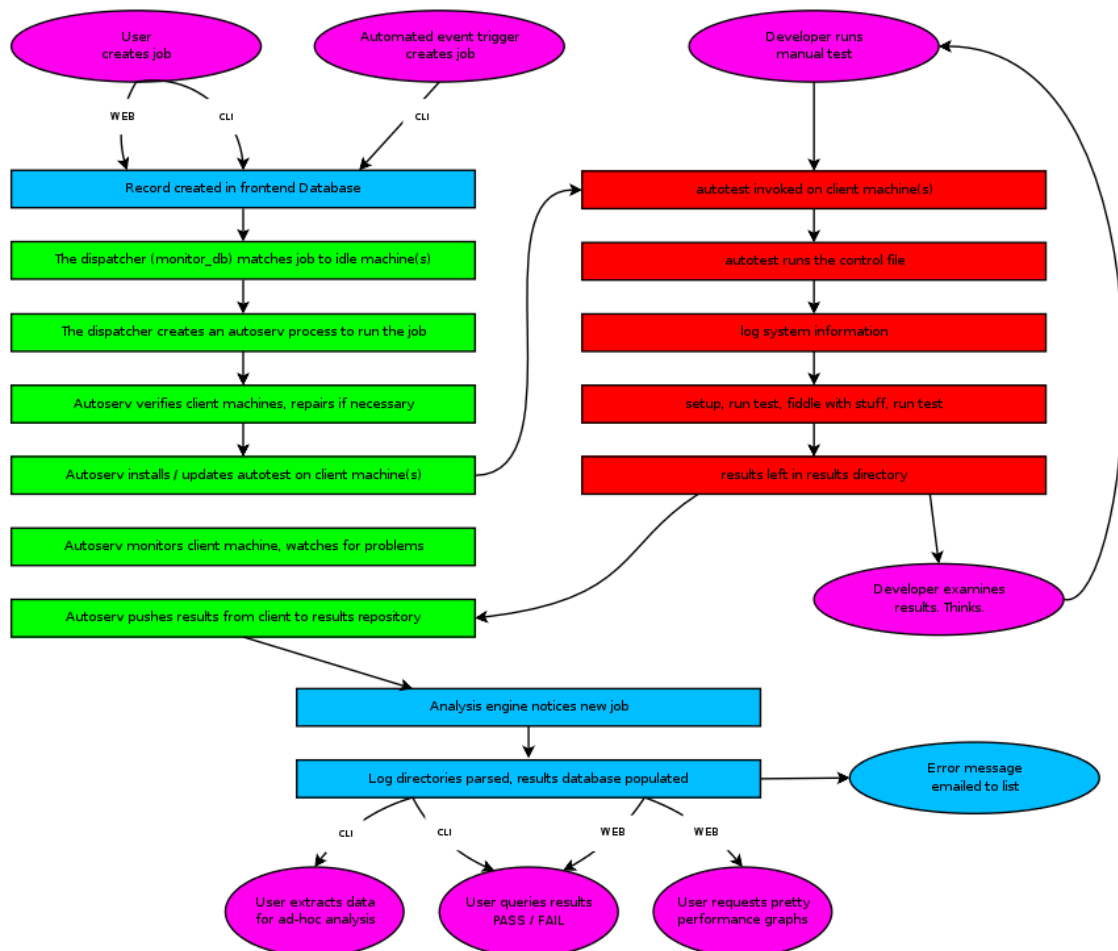 User
creates job
Automated event trigger
creates job
Developer runs
manual test
WEB
CLI
CLI
Record created in frontend Database
autotest invoked on client machine(s)
The dispatcher (monitor_db) matches job to idle machine(s)
autotest runs the control file
The dispatcher creates an autoserv process to run the job
log system information
Autoserv verifies client machines, repairs if necessary
setup, run test, fiddle with stuff, run test
Autoserv installs / updates autotest on client machine(s)
results left in results directory
Autoserv monitors client machine, watches for problems
Developer examines
results. Thinks.
Autoserv pushes results from client to results repository
Analysis engine notices new job
Log directories parsed, results database populated
Error message
emailed to list
CLI
CLI
WEB
WEB
User extracts data
for ad-hoc analysis
User queries results
PASS / FAIL
User requests pretty
performance graphs